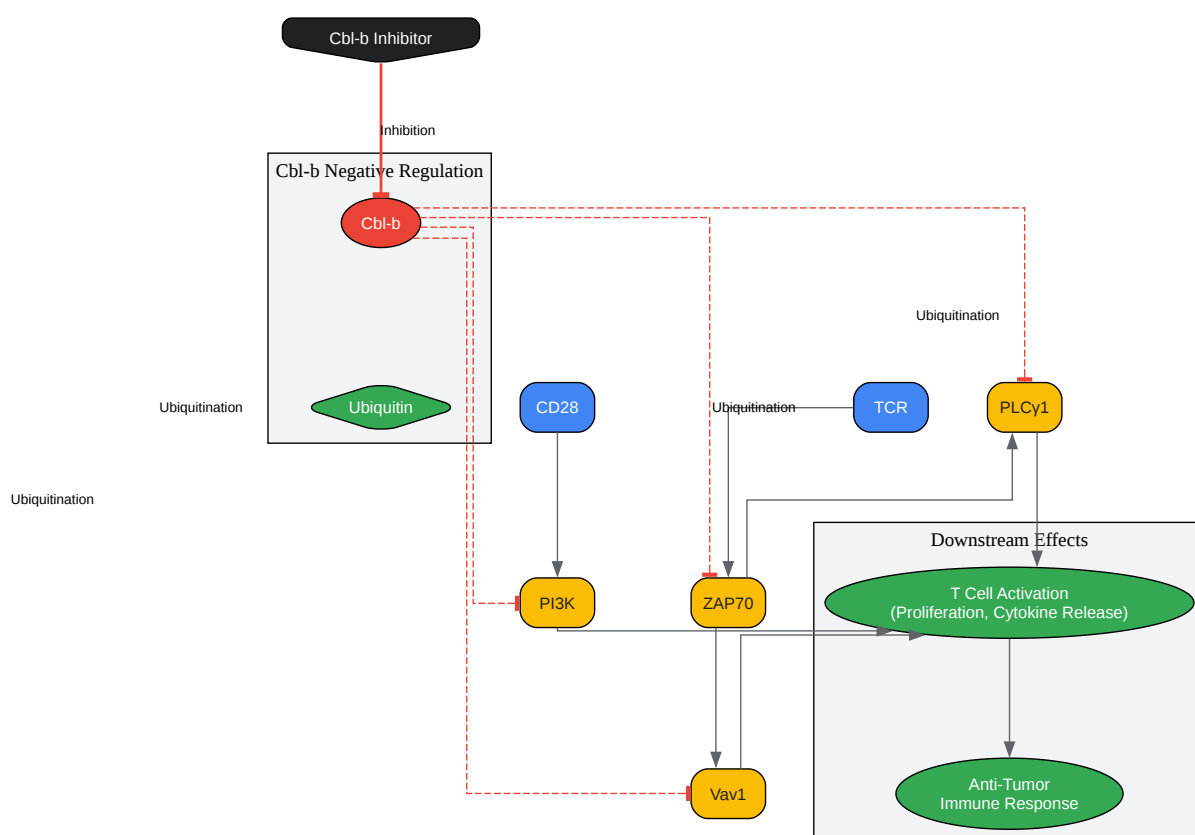 Cbl-b Inhibitor
Inhibition
Cbl-b Negative Regulation
Cbl-b
Ubiquitination
Ubiquitination
Ubiquitin
CD28
Ubiquitination
TCR
PLCγ1
Ubiquitination
Downstream Effects
PI3K
ZAP70
T Cell Activation
(Proliferation, Cytokine Release)
Vav1
Anti-Tumor
Immune Response